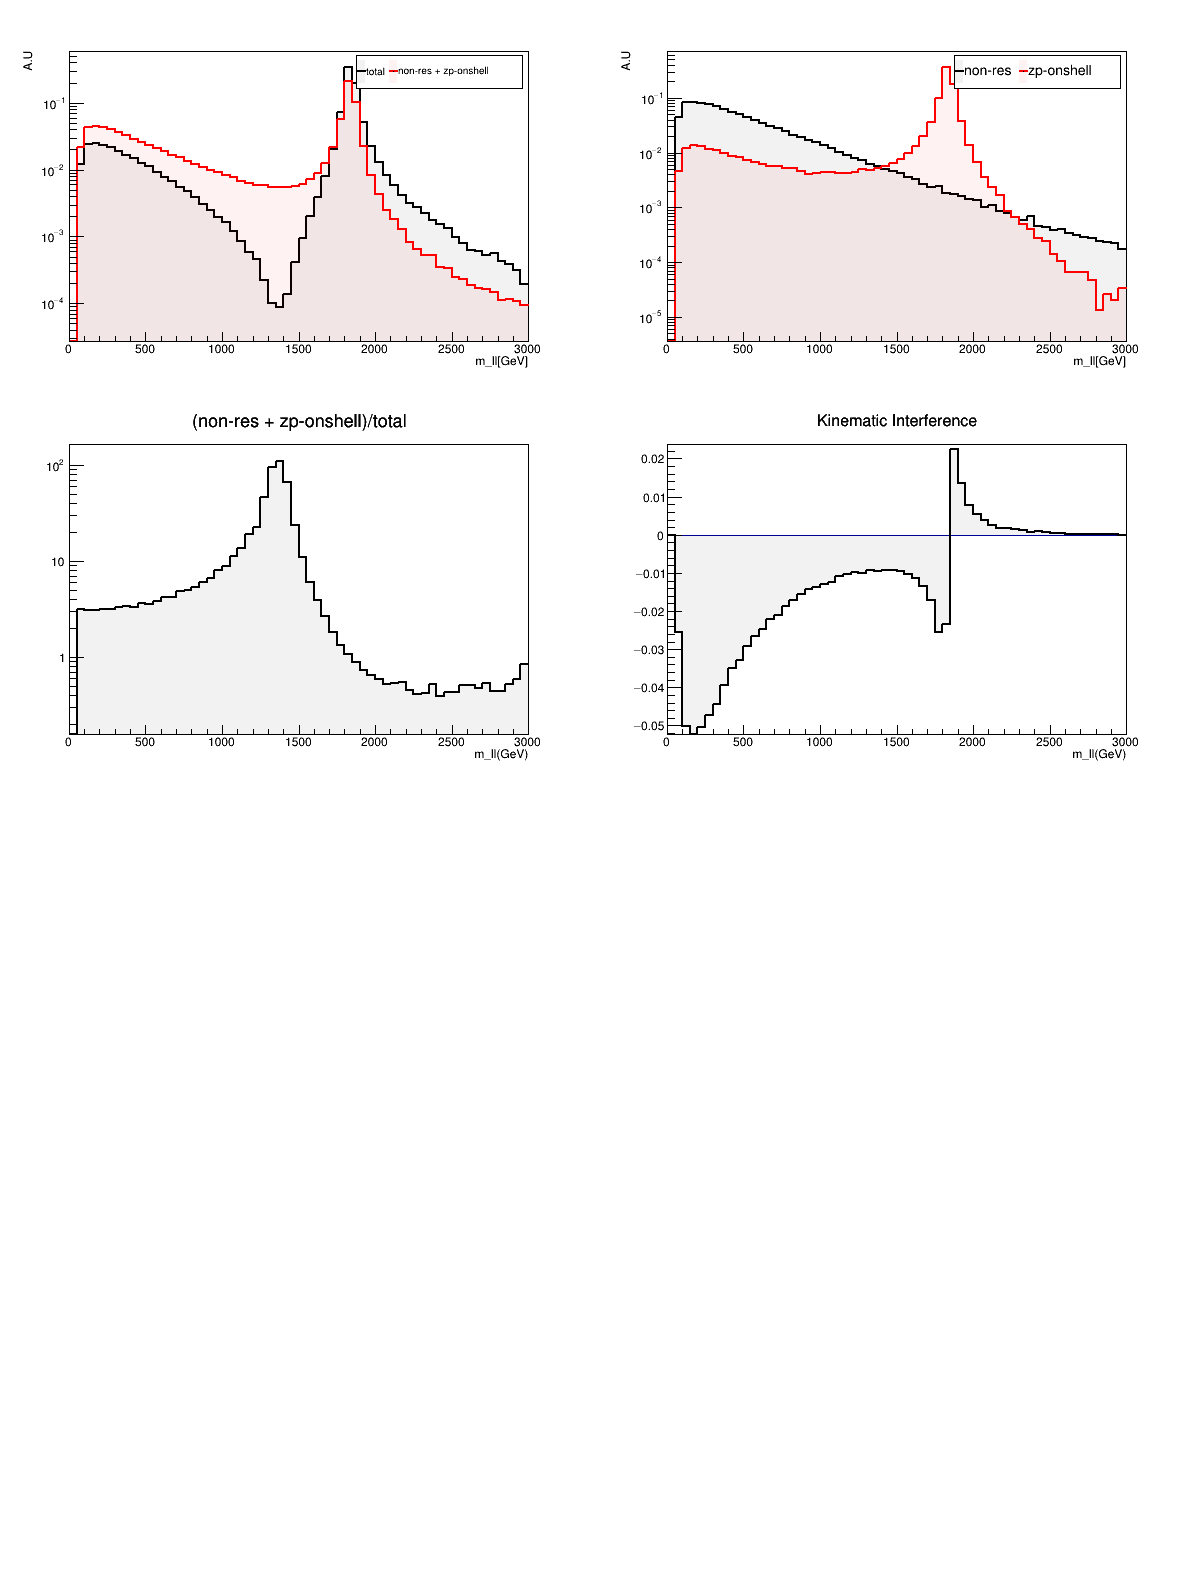 A.U
total non-res + zp-onshell
10⁻¹
10⁻²
10⁻³
10⁻⁴
0 500 1000 1500 2000 2500 3000
m_ll[GeV]
A.U
non-res zp-onshell
10⁻¹
10⁻²
10⁻³
10⁻⁴
10⁻⁵
0 500 1000 1500 2000 2500 3000
m_ll[GeV]
(non-res + zp-onshell)/total
10²
10
1
0 500 1000 1500 2000 2500 3000
m_ll(GeV)
Kinematic Interference
0.02
0.01
0
−0.01
−0.02
−0.03
−0.04
−0.05
0 500 1000 1500 2000 2500 3000
m_ll(GeV)